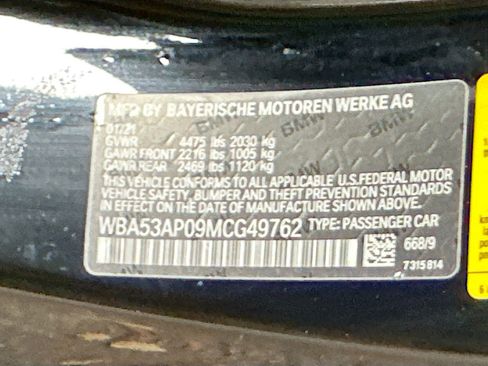 MFD BY BAYERISCHE MOTOREN WERKE AG
01/21
GVWR 4475 lbs 2030 kg
GAWR FRONT 2216 lbs 1005 kg
GAWR REAR 2469 lbs 1120 kg
THIS VEHICLE CONFORMS TO ALL APPLICABLE U.S.FEDERAL MOTOR
VEHICLE SAFETY, BUMPER AND THEFT PREVENTION STANDARDS
IN EFFECT ON THE DATE OF MANUFACTURE SHOWN ABOVE.
WBA53AP09MCG49762 TYPE: PASSENGER CAR
668/9
7315814